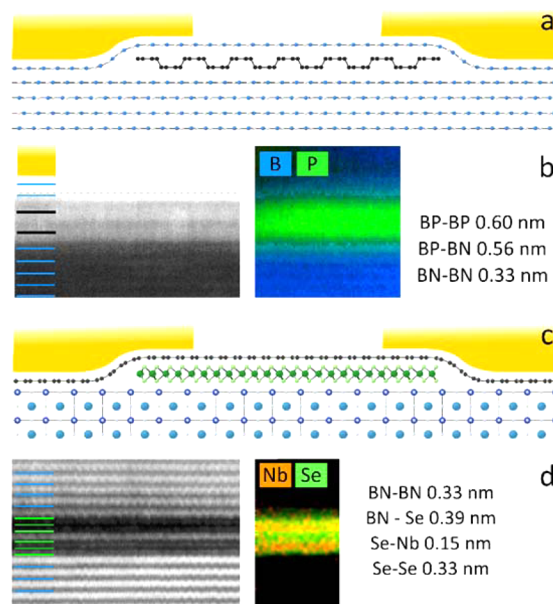 a
b
B P
BP-BP 0.60 nm
BP-BN 0.56 nm
BN-BN 0.33 nm
c
d
Nb Se
BN-BN 0.33 nm
BN - Se 0.39 nm
Se-Nb 0.15 nm
Se-Se 0.33 nm